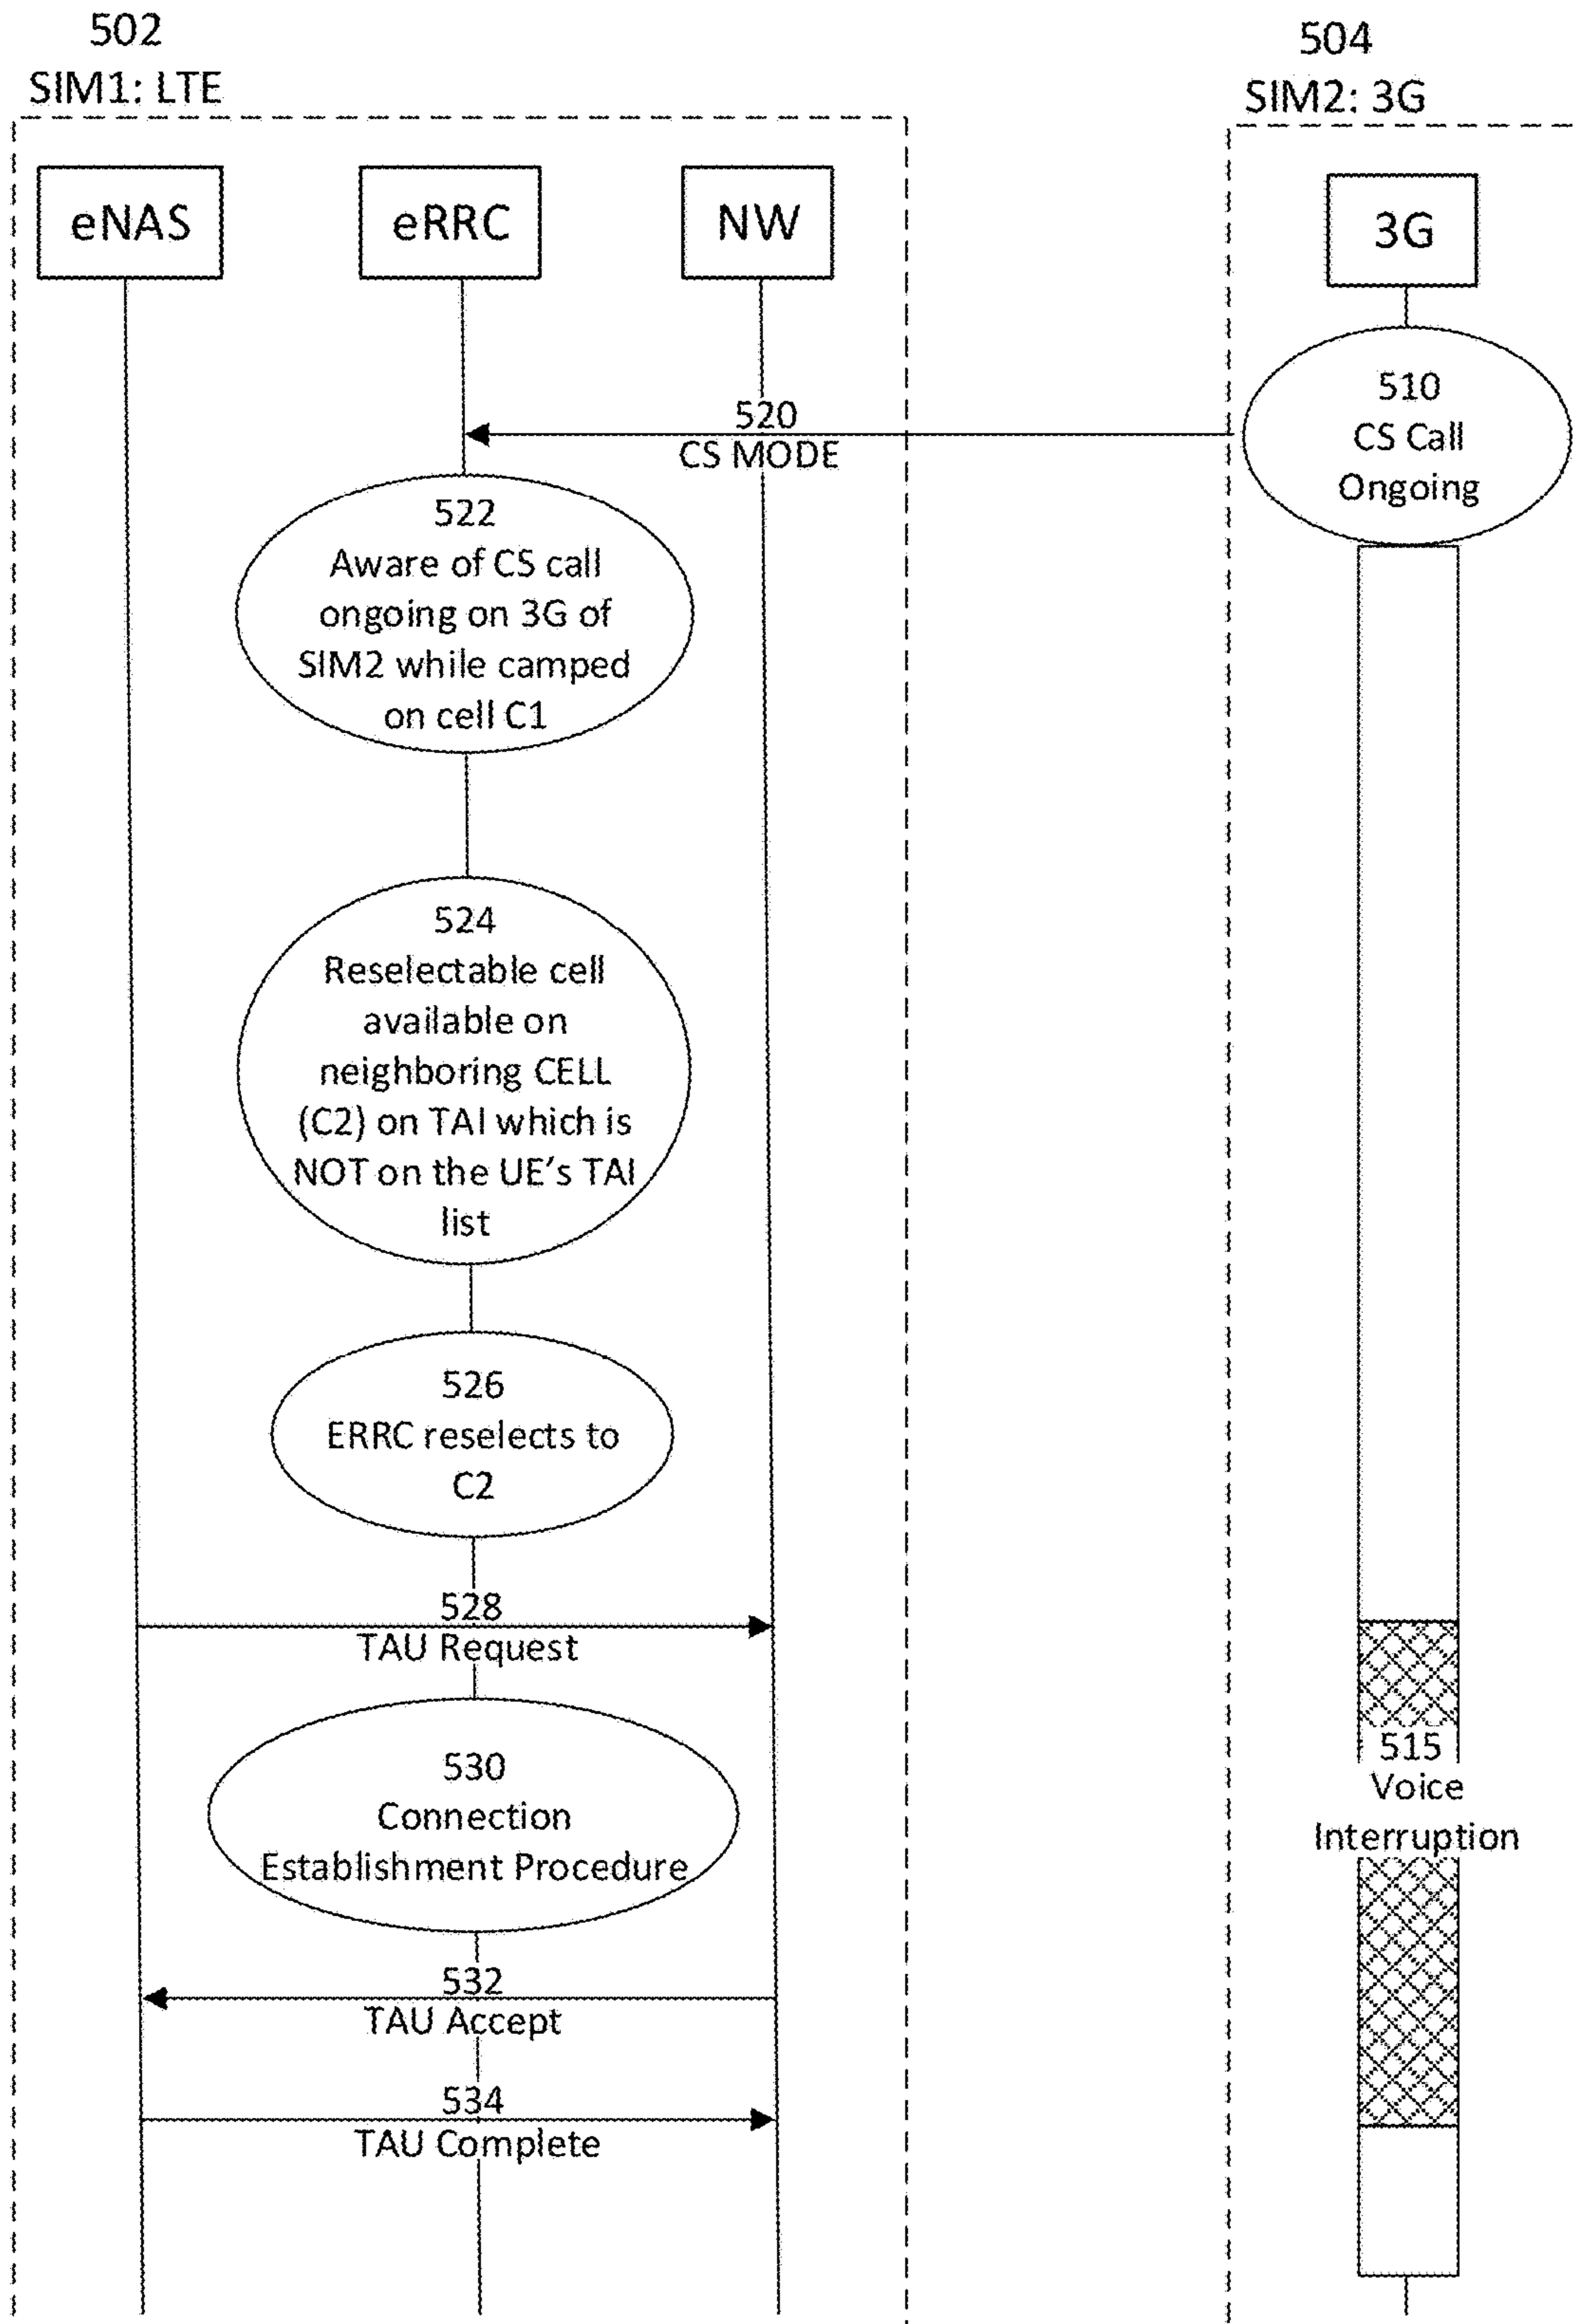 502
SIM1: LTE
504
SIM2: 3G
eNAS
eRRC
NW
3G
510
CS Call
Ongoing
520
CS MODE
522
Aware of CS call
ongoing on 3G of
SIM2 while camped
on cell C1
524
Reselectable cell
available on
neighboring CELL
(C2) on TAI which is
NOT on the UE's TAI
list
526
ERRC reselects to
C2
528
TAU Request
530
Connection
Establishment Procedure
515
Voice
Interruption
532
TAU Accept
534
TAU Complete